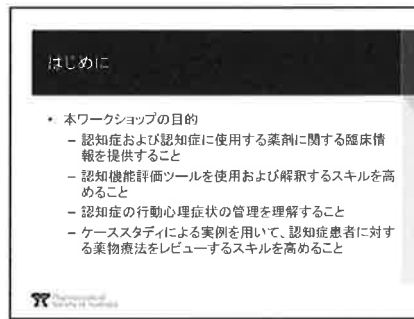 はじめに
• 本ワークショップの目的
– 認知症および認知症に使用する薬剤に関する臨床情
報を提供すること
– 認知機能評価ツールを使用および解釈するスキルを高
めること
– 認知症の行動心理症状の管理を理解すること
– ケーススタディによる実例を用いて、認知症患者に対す
る薬物療法をレビューするスキルを高めること
Pharmaceutical
Society of Australia